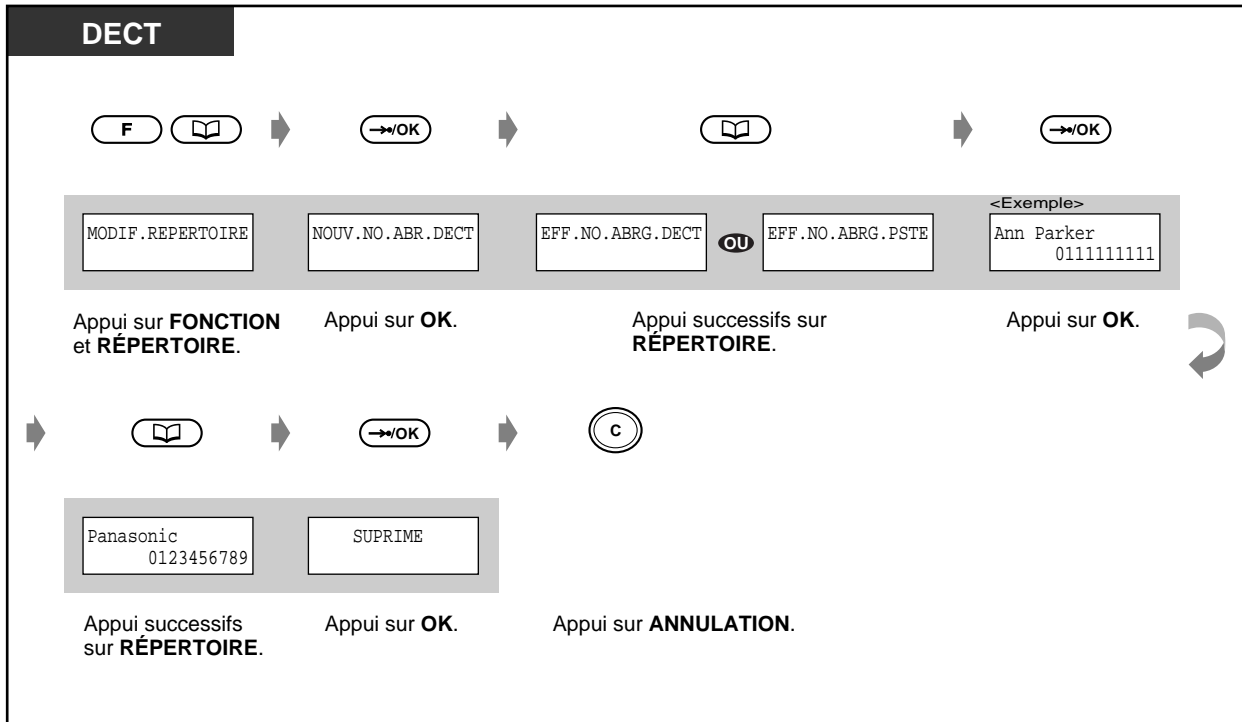 DECT
F
/OK
/OK
<Exemple>
MODIF.REPERTOIRE
NOUV.NO.ABR.DECT
EFF.NO.ABRG.DECT
OU
EFF.NO.ABRG.PSTE
Ann Parker
0111111111
Appui sur FONCTION
et RÉPERTOIRE.
Appui sur OK.
Appui successifs sur
RÉPERTOIRE.
Appui sur OK.
/OK
C
Panasonic
0123456789
SUPRIME
Appui successifs
sur RÉPERTOIRE.
Appui sur OK.
Appui sur ANNULATION.